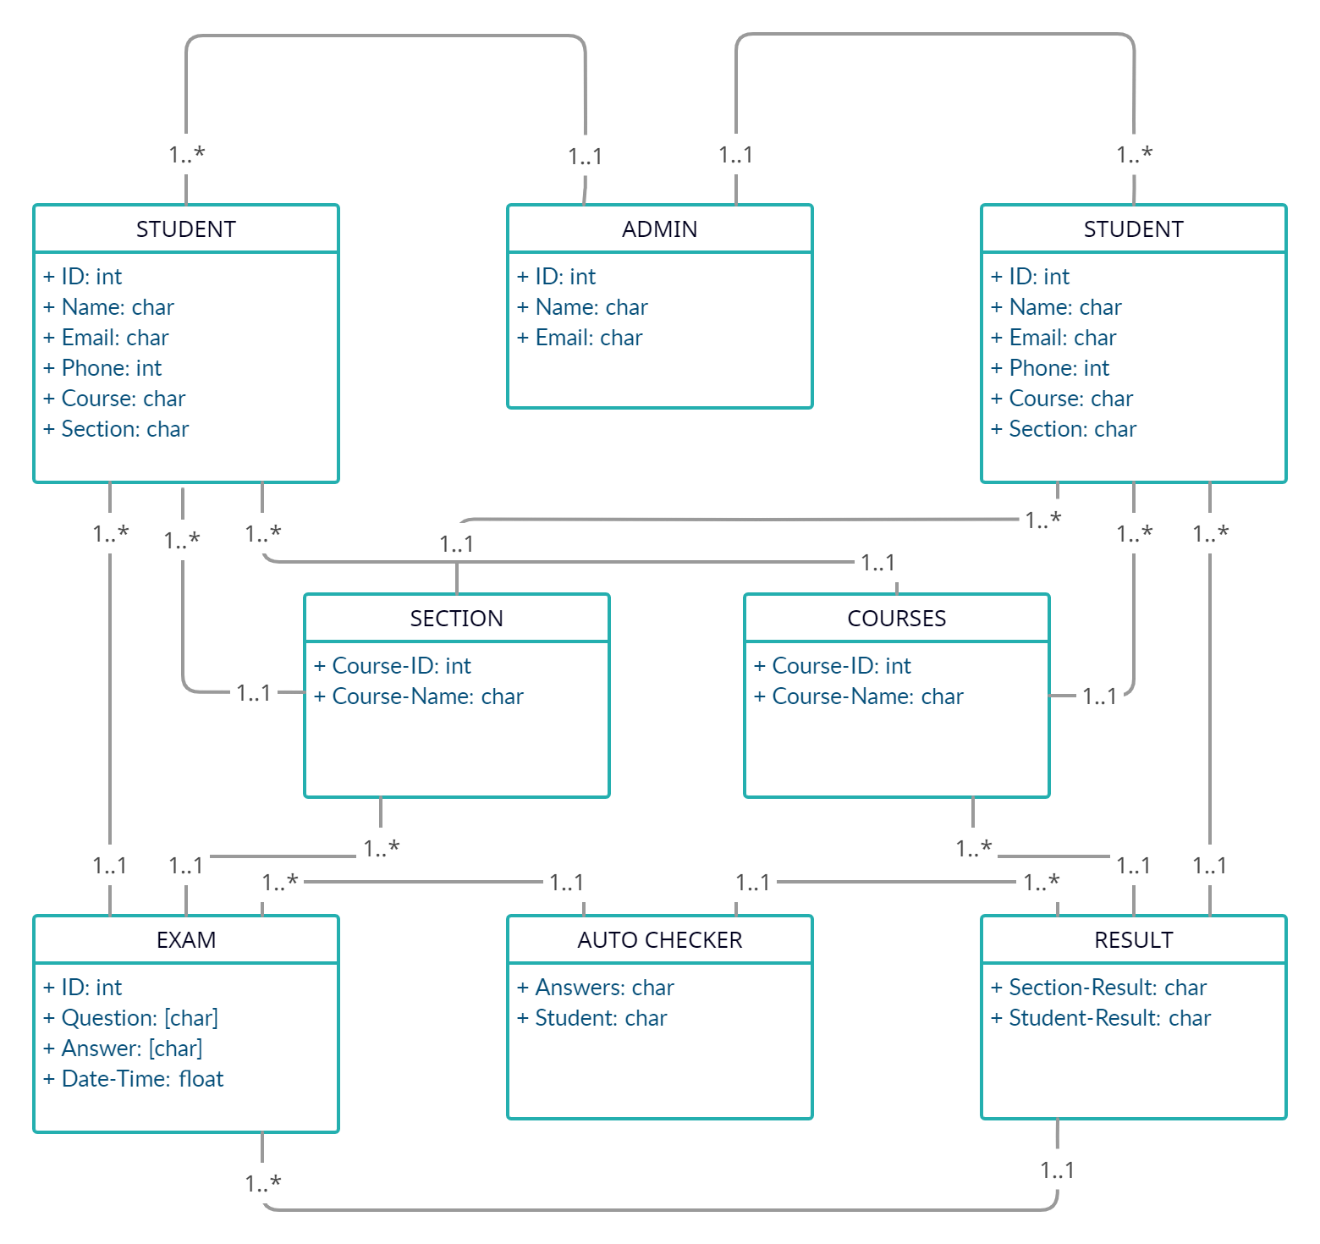 1..*
1..1
1..1
1..*
STUDENT
+ ID: int
+ Name: char
+ Email: char
+ Phone: int
+ Course: char
+ Section: char
ADMIN
+ ID: int
+ Name: char
+ Email: char
STUDENT
+ ID: int
+ Name: char
+ Email: char
+ Phone: int
+ Course: char
+ Section: char
1..*
1..*
1..*
1..1
1..1
1..*
1..*
1..*
SECTION
+ Course-ID: int
+ Course-Name: char
COURSES
+ Course-ID: int
+ Course-Name: char
1..1
1..1
1..*
1..*
1..1
1..1
1..*
1..1
1..1
1..*
1..1
1..1
EXAM
+ ID: int
+ Question: [char]
+ Answer: [char]
+ Date-Time: float
AUTO CHECKER
+ Answers: char
+ Student: char
RESULT
+ Section-Result: char
+ Student-Result: char
1..*
1..1